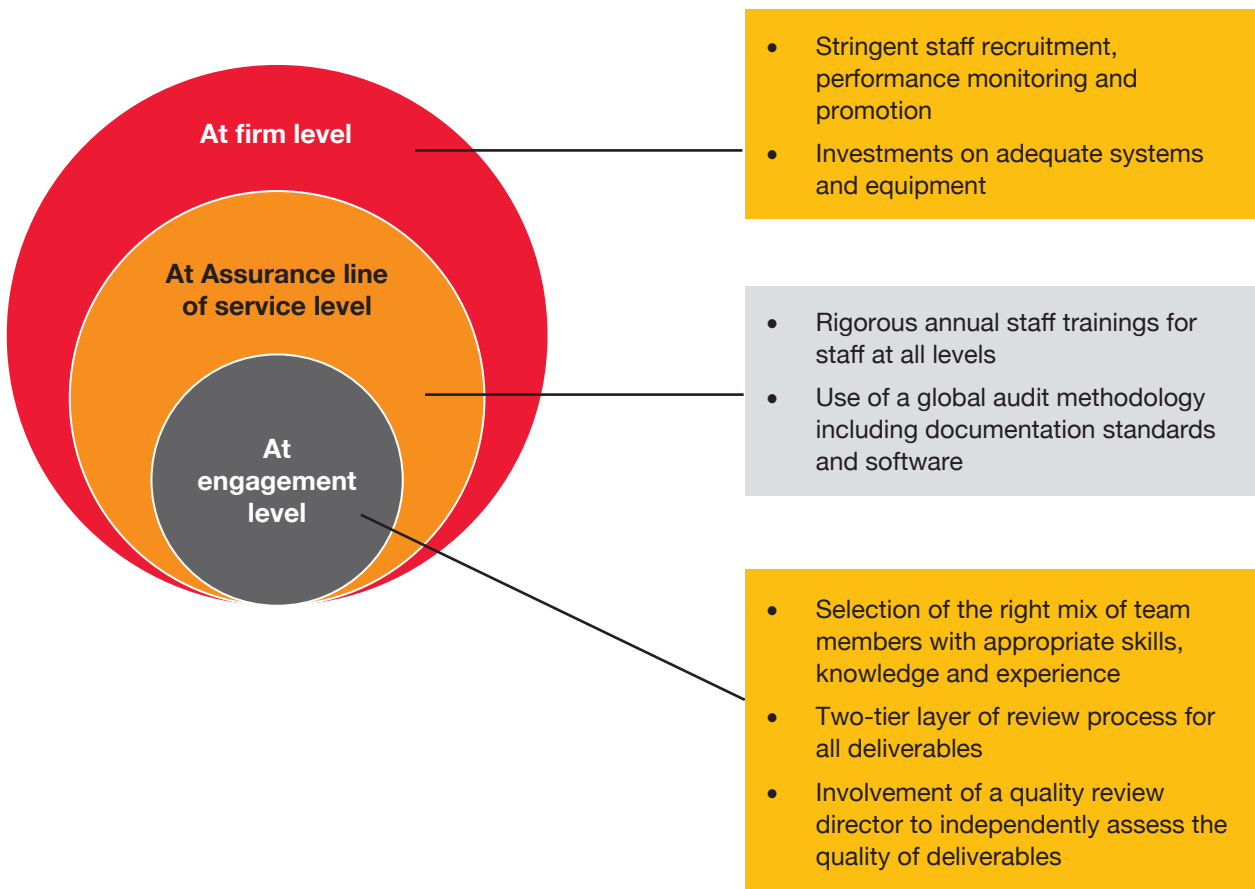 At firm level
At Assurance line
of service level
At
engagement
level
• Stringent staff recruitment,
performance monitoring and
promotion
• Investments on adequate systems
and equipment
• Rigorous annual staff trainings for
staff at all levels
• Use of a global audit methodology
including documentation standards
and software
• Selection of the right mix of team
members with appropriate skills,
knowledge and experience
• Two-tier layer of review process for
all deliverables
• Involvement of a quality review
director to independently assess the
quality of deliverables